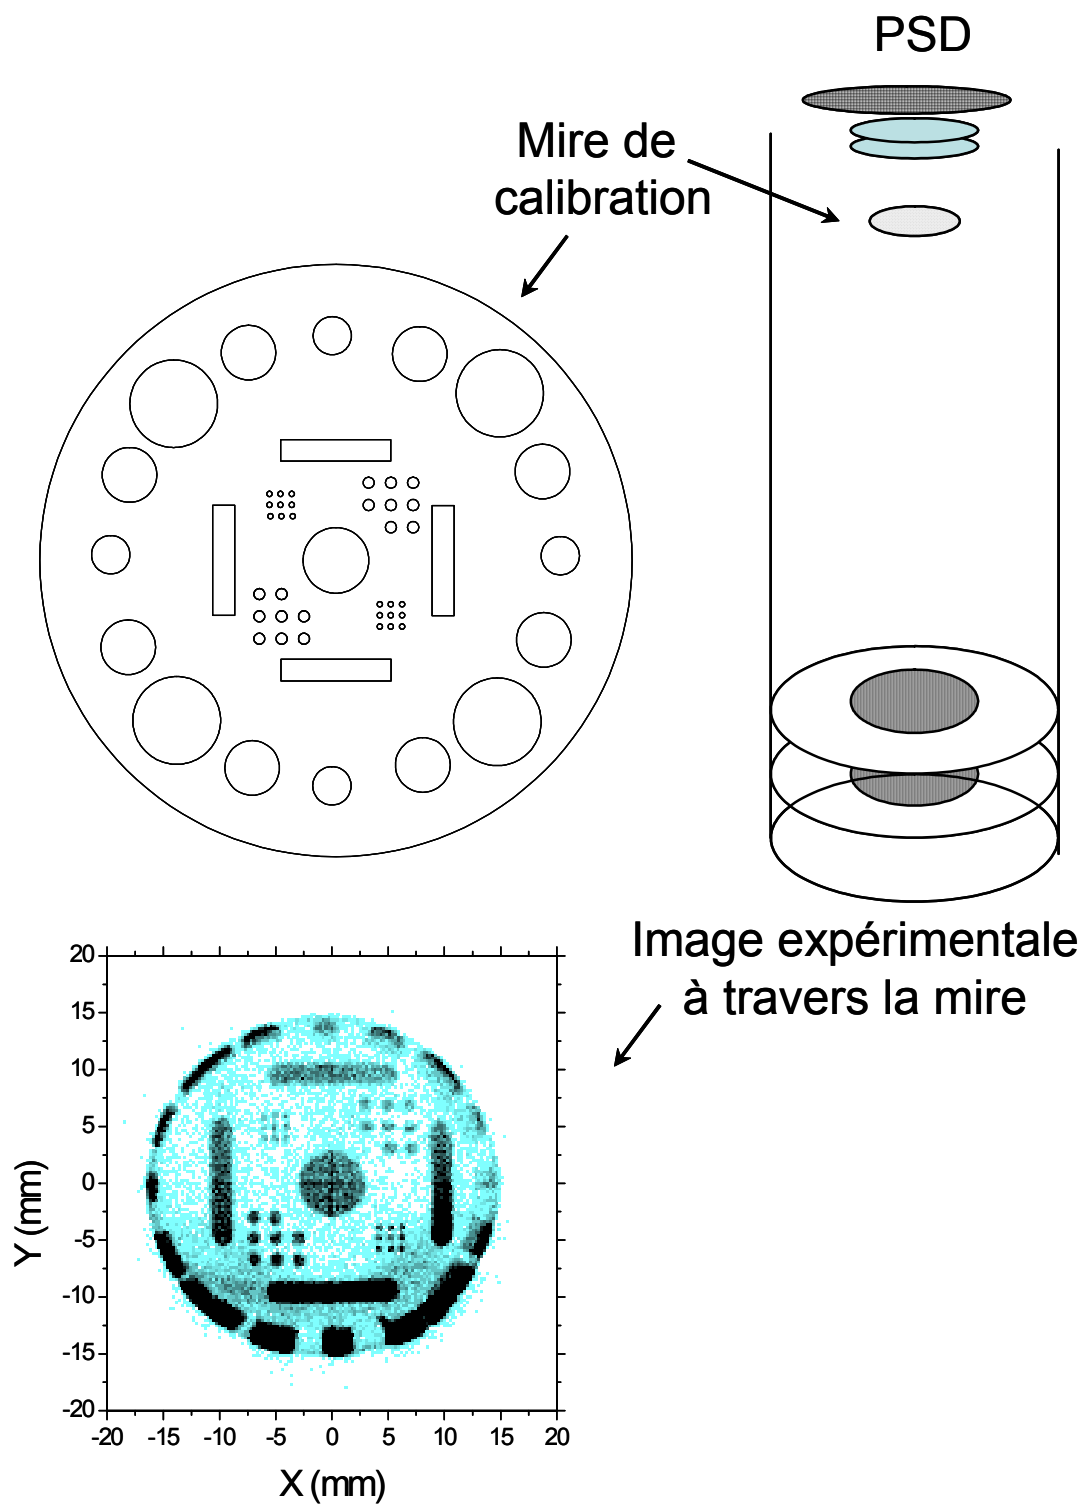 PSD
Mire de
calibration
Image expérimentale
à travers la mire
20
15
10
5
0
-5
-10
-15
-20
Y (mm)
-20 -15 -10 -5 0 5 10 15 20
X (mm)